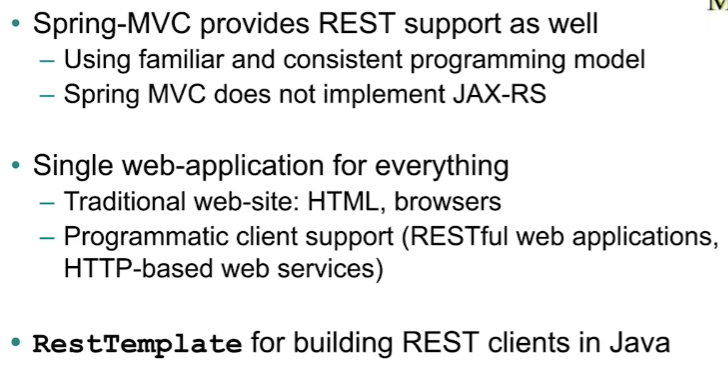 • Spring-MVC provides REST support as well
– Using familiar and consistent programming model
– Spring MVC does not implement JAX-RS
• Single web-application for everything
– Traditional web-site: HTML, browsers
– Programmatic client support (RESTful web applications,
HTTP-based web services)
• RestTemplate for building REST clients in Java